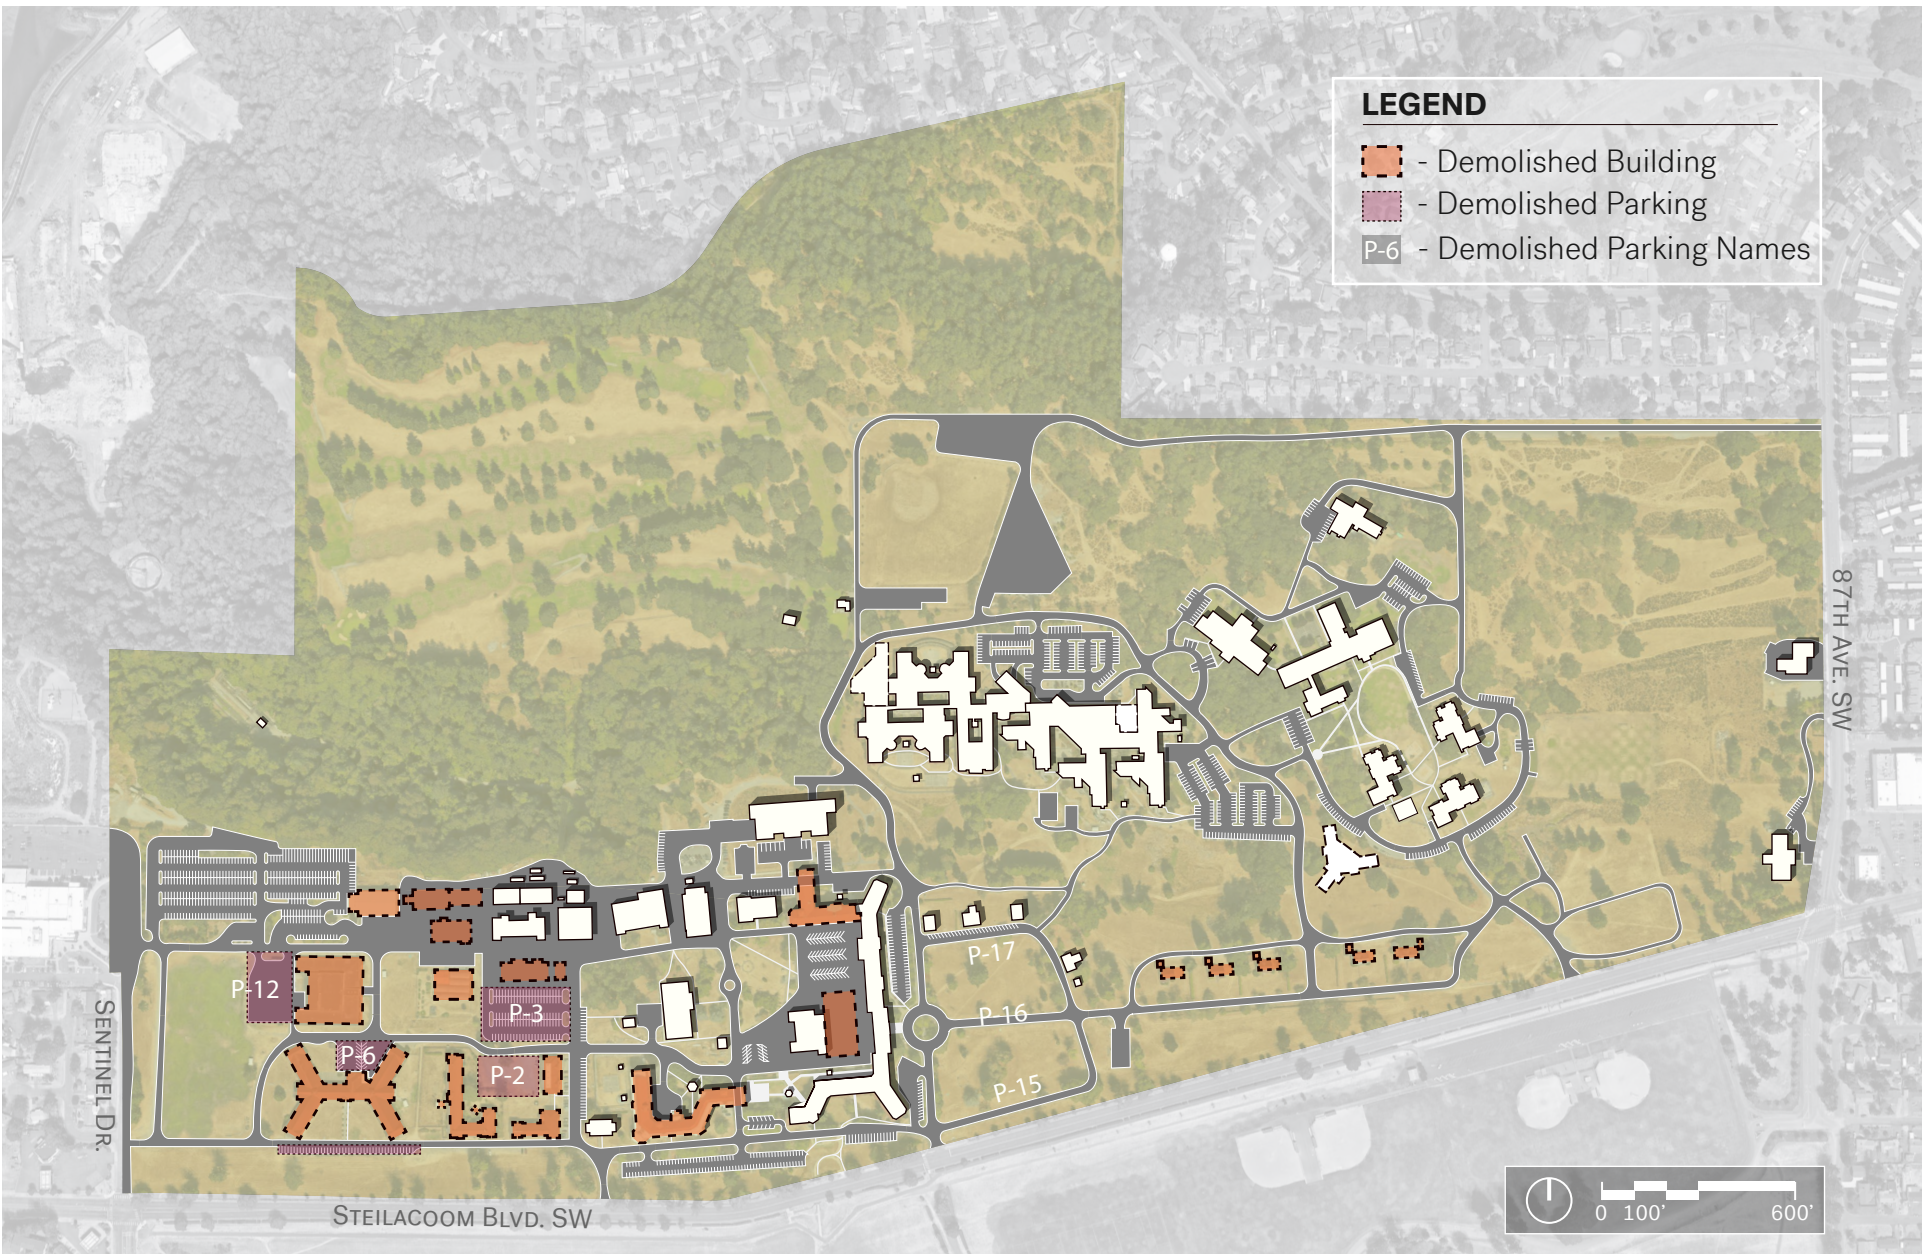 LEGEND
- Demolished Building
- Demolished Parking
P-6 - Demolished Parking Names
87TH AVE. SW
P-17
P-12
P-3
P-16
P-6
P-2
P-15
SENTINEL DR.
STEILACOOM BLVD. SW
0 100' 600'